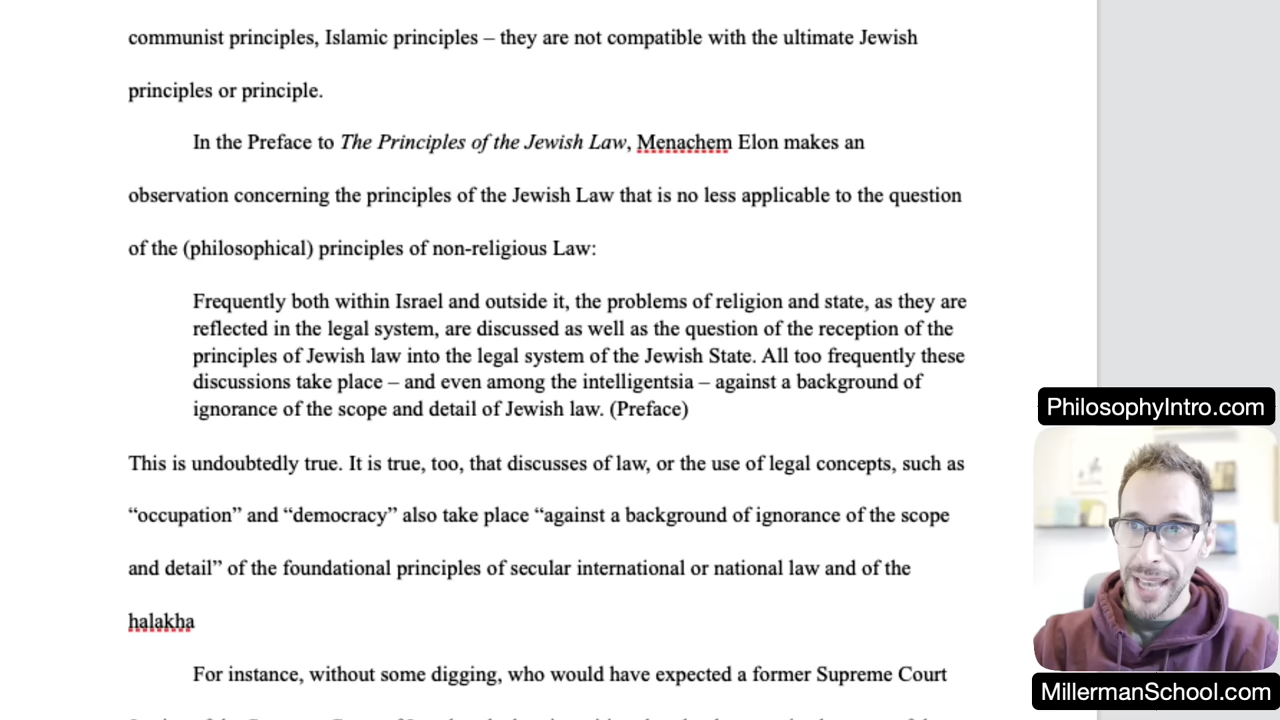 communist principles, Islamic principles – they are not compatible with the ultimate Jewish
principles or principle.
In the Preface to The Principles of the Jewish Law, Menachem Elon makes an
observation concerning the principles of the Jewish Law that is no less applicable to the question
of the (philosophical) principles of non-religious Law:
Frequently both within Israel and outside it, the problems of religion and state, as they are
reflected in the legal system, are discussed as well as the question of the reception of the
principles of Jewish law into the legal system of the Jewish State. All too frequently these
discussions take place – and even among the intelligentsia – against a background of
ignorance of the scope and detail of Jewish law. (Preface)
This is undoubtedly true. It is true, too, that discusses of law, or the use of legal concepts, such as
“occupation” and “democracy” also take place “against a background of ignorance of the scope
and detail” of the foundational principles of secular international or national law and of the
halakha
For instance, without some digging, who would have expected a former Supreme Court
PhilosophyIntro.com
MillermanSchool.com